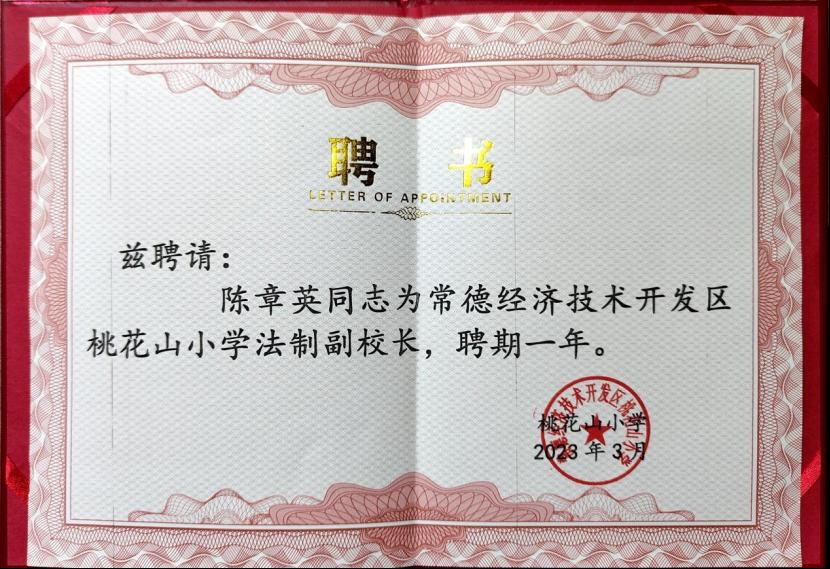 聘 书
LETTER OF APPOINTMENT
兹聘请：
陈章英同志为常德经济技术开发区
桃花山小学法制副校长，聘期一年。
桃花山小学
2023 年 3 月